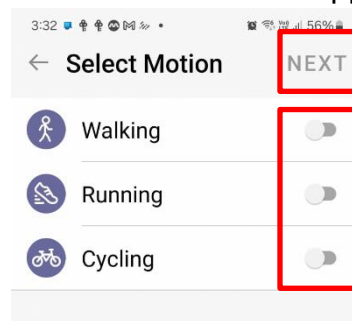 3:32 56%
← Select Motion NEXT
Walking
Running
Cycling